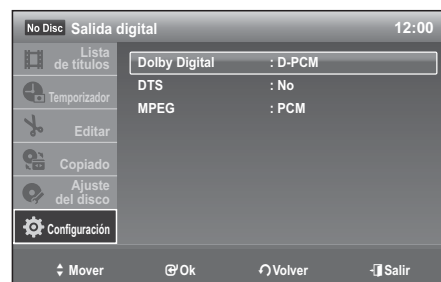 No Disc Salida digital 12:00
Lista
de títulos
Temporizador
Editar
Copiado
Ajuste
del disco
Configuración
Dolby Digital : D-PCM
DTS : No
MPEG : PCM
Mover Ok Volver Salir